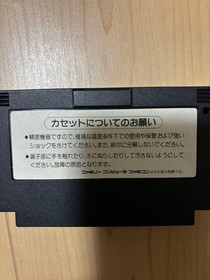 カセットについてのお願い
●精密機器ですので、極端な温度条件下での使用や保管および強い
ショックをさけてください。また、絶対に分解しないでください。
●端子部に手を触れたり、水にぬらしたりして汚さないようにして
ください。故障の原因となります。